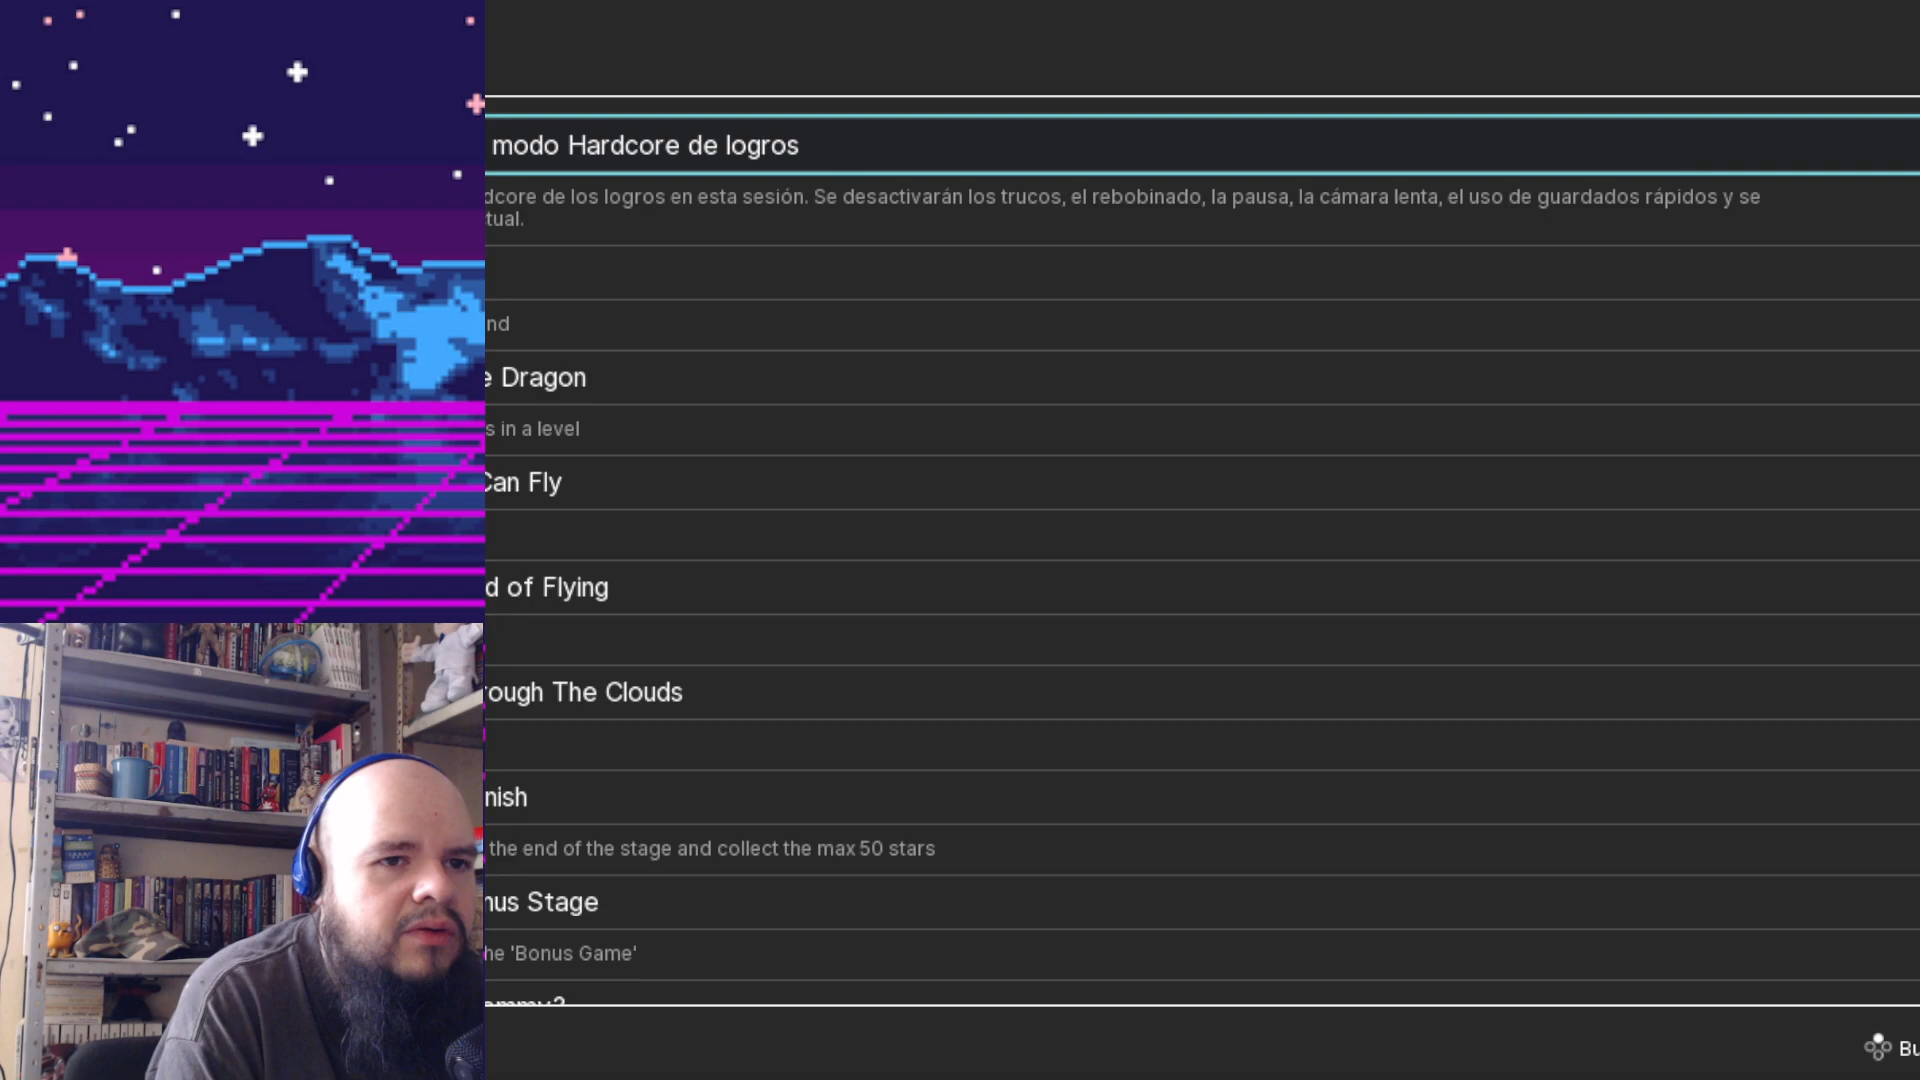 modo Hardcore de logros
dcore de los logros en esta sesión. Se desactivarán los trucos, el rebobinado, la pausa, la cámara lenta, el uso de guardados rápidos y se
tual.
nd
e Dragon
s in a level
Can Fly
d of Flying
rough The Clouds
nish
the end of the stage and collect the max 50 stars
nus Stage
he 'Bonus Game'
Bu